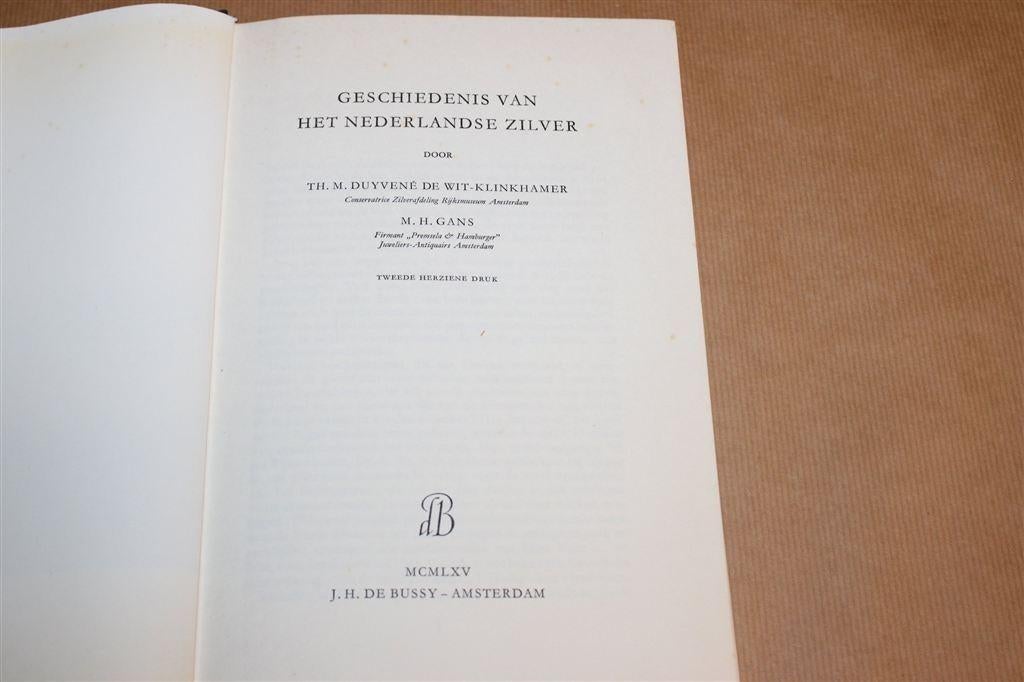 GESCHIEDENIS VAN
HET NEDERLANDSE ZILVER
DOOR
TH. M. DUYVENÉ DE WIT-KLINKHAMER
Conservatrice Zilverafdeling Rijksmuseum Amsterdam
M. H. GANS
Firmant „Premsela & Hamburger”
Juweliers-Antiquairs Amsterdam
TWEEDE HERZIENE DRUK
dB
MCMLXV
J. H. DE BUSSY – AMSTERDAM